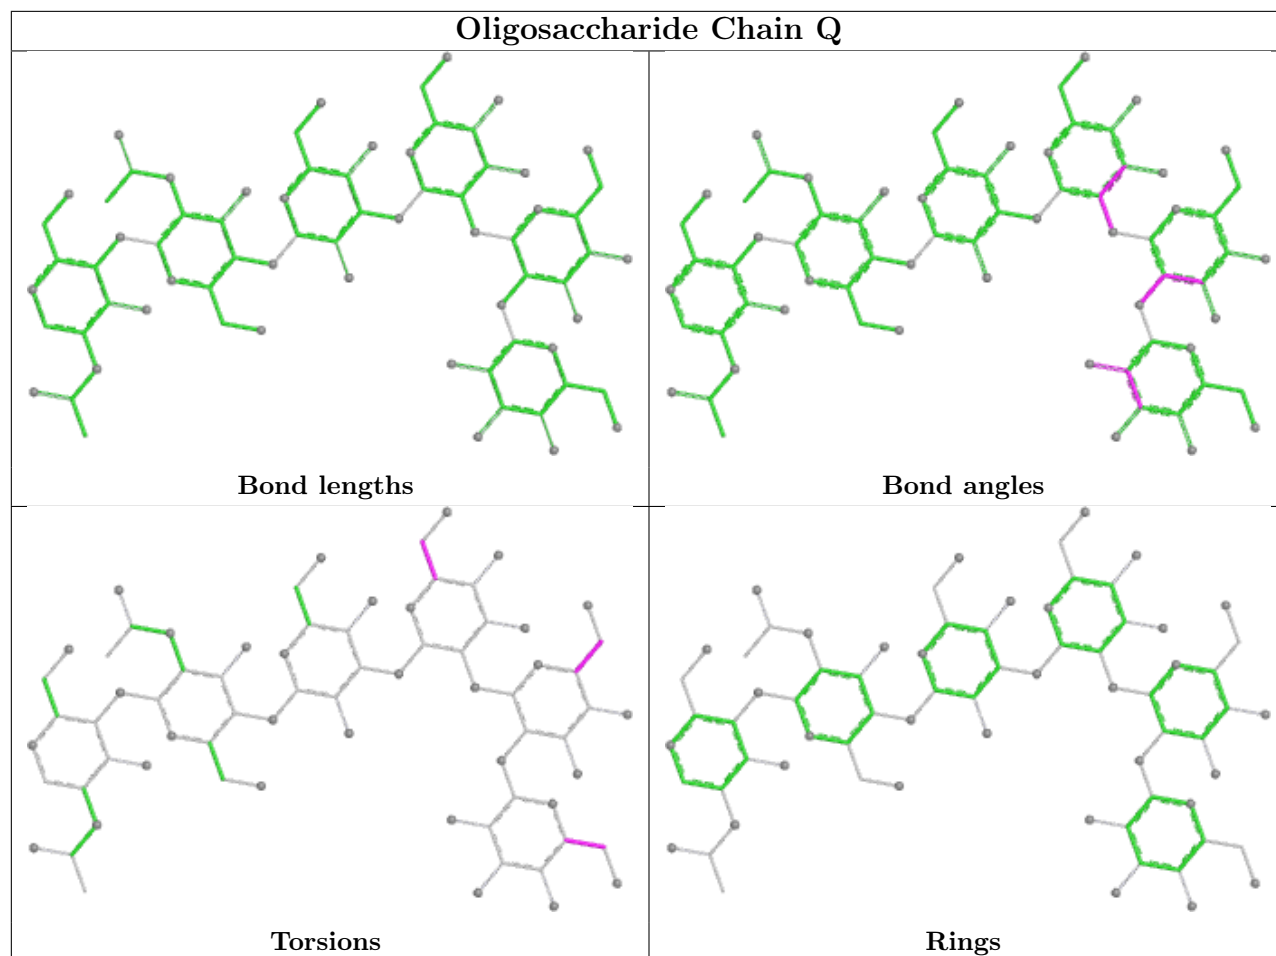 Oligosaccharide Chain Q
Bond lengths
Bond angles
Torsions
Rings